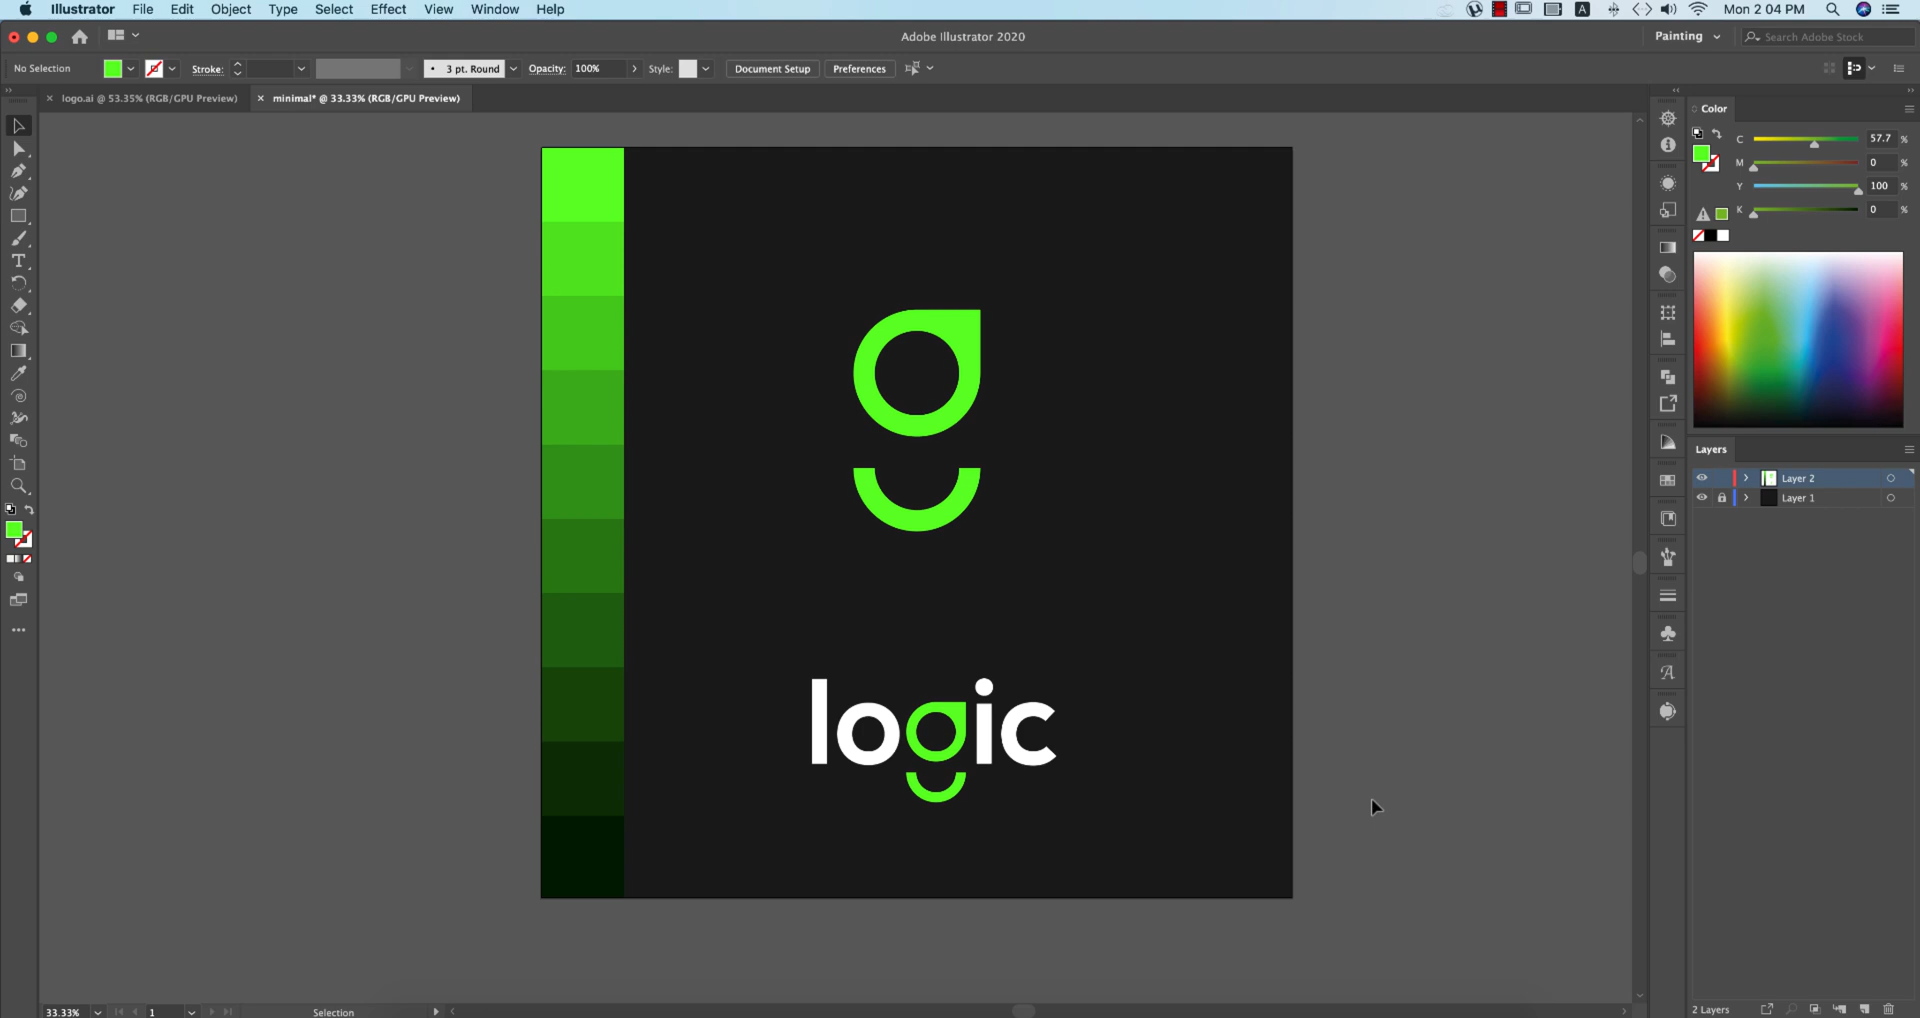 Illustrator File Edit Object Type Select Effect View Window Help
A
Mon 2 04 PM
Adobe Illustrator 2020
Painting
Search Adobe Stock
No Selection
Stroke:
3 pt. Round
Opacity: 100%
Style:
Document Setup
Preferences
logo.ai @ 53.35% (RGB/GPU Preview)
minimal* @ 33.33% (RGB/GPU Preview)
Color
C 57.7 %
M 0 %
Y 100 %
K 0 %
g
logic
Layers
Layer 2
Layer 1
33.33%
1
Selection
2 Layers